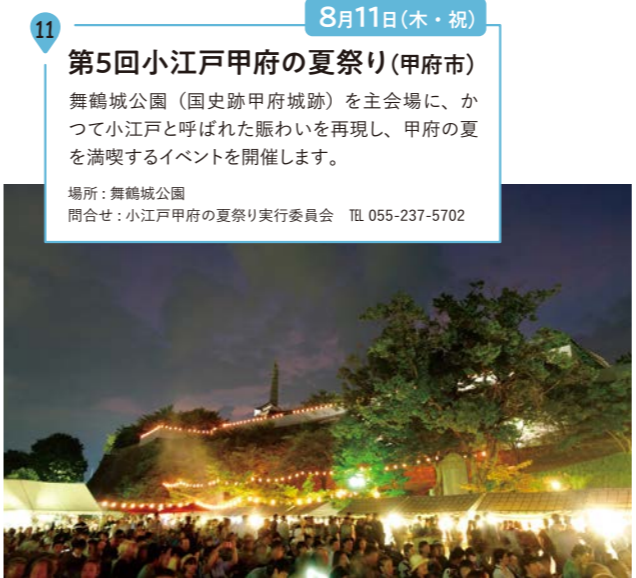 8月11日(木・祝)
11
第5回小江戸甲府の夏祭り(甲府市)
舞鶴城公園（国史跡甲府城跡）を主会場に、か
つて小江戸と呼ばれた賑わいを再現し、甲府の夏
を満喫するイベントを開催します。
場所：舞鶴城公園
問合せ：小江戸甲府の夏祭り実行委員会　℡ 055-237-5702